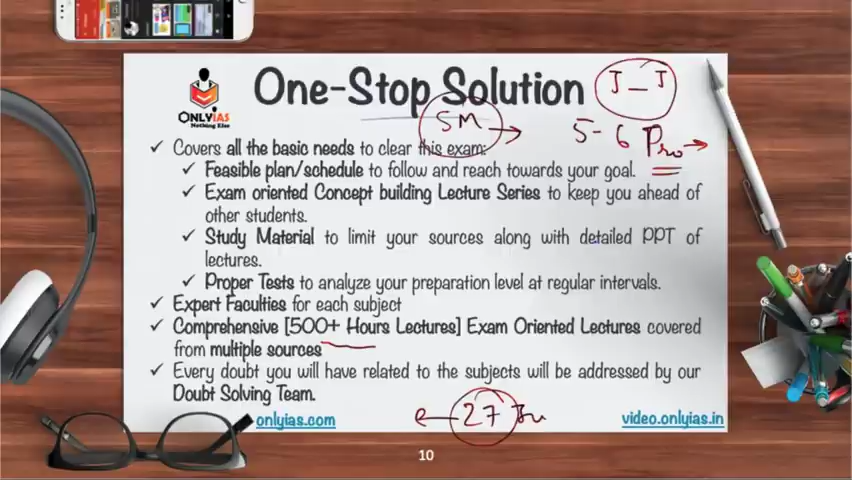 One-Stop Solution
J - J
ONLYIAS
Nothing Else
5M
5-6 Pro
Covers all the basic needs to clear this exam:
Feasible plan/schedule to follow and reach towards your goal.
Exam oriented Concept building Lecture Series to keep you ahead of
other students.
Study Material to limit your sources along with detailed PPT of
lectures.
Proper Tests to analyze your preparation level at regular intervals.
Expert Faculties for each subject
Comprehensive [500+ Hours Lectures] Exam Oriented Lectures covered
from multiple sources
Every doubt you will have related to the subjects will be addressed by our
Doubt Solving Team.
27
onlyias.com
video.onlyias.in
10